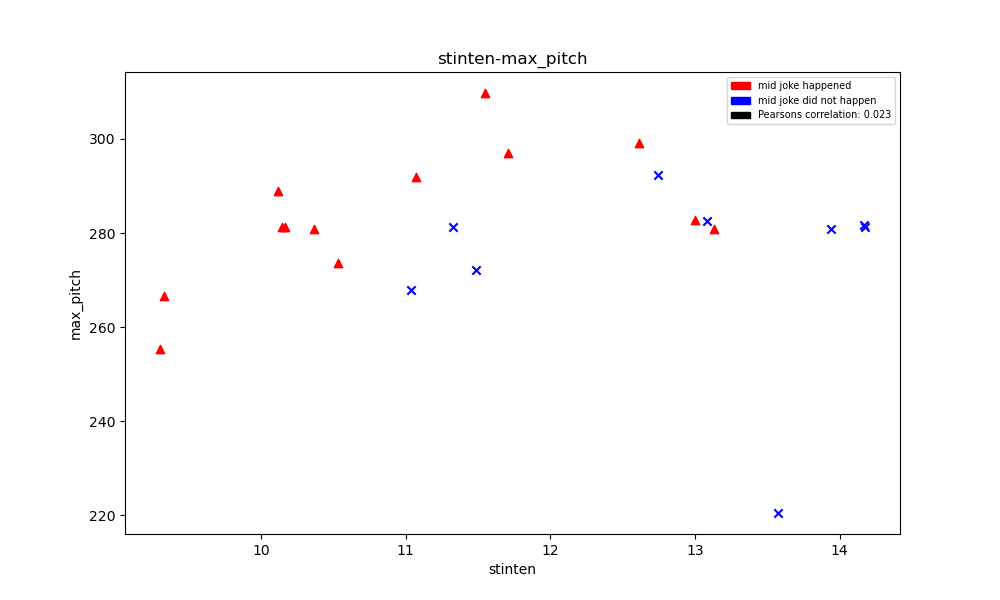 stinten-max_pitch
mid joke happened
mid joke did not happen
Pearsons correlation: 0.023
max_pitch
300
280
260
240
220
10
11
12
13
14
stinten